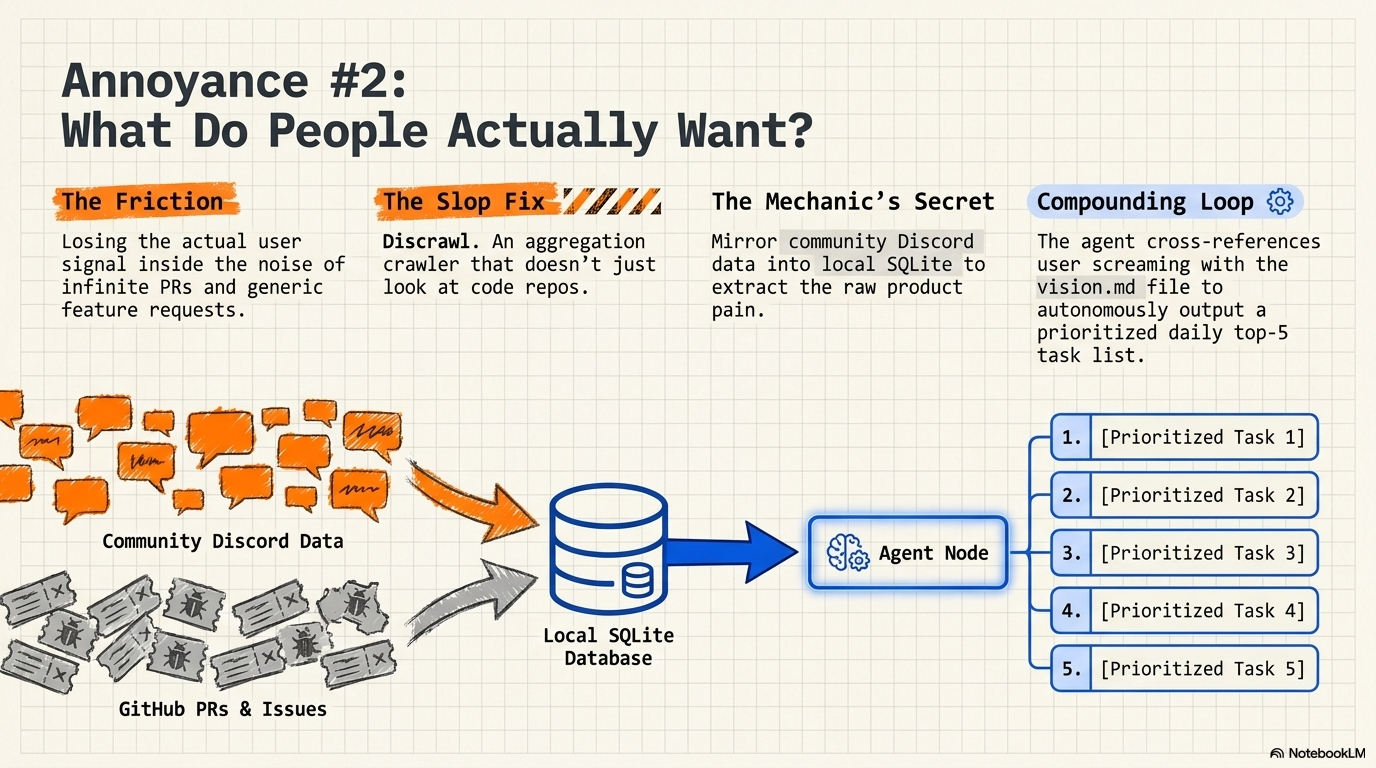 Annoyance #2:
What Do People Actually Want?
The Friction
Losing the actual user
signal inside the noise of
infinite PRs and generic
feature requests.
The Slop Fix
Discrawl. An aggregation
crawler that doesn't just
look at code repos.
The Mechanic's Secret
Mirror community Discord
data into local SQLite to
extract the raw product
pain.
Compounding Loop
The agent cross-references
user screaming with the
vision.md file to
autonomously output a
prioritized daily top-5
task list.
Community Discord Data
GitHub PRs & Issues
Local SQLite
Database
Agent Node
1. [Prioritized Task 1]
2. [Prioritized Task 2]
3. [Prioritized Task 3]
4. [Prioritized Task 4]
5. [Prioritized Task 5]
NotebookLM